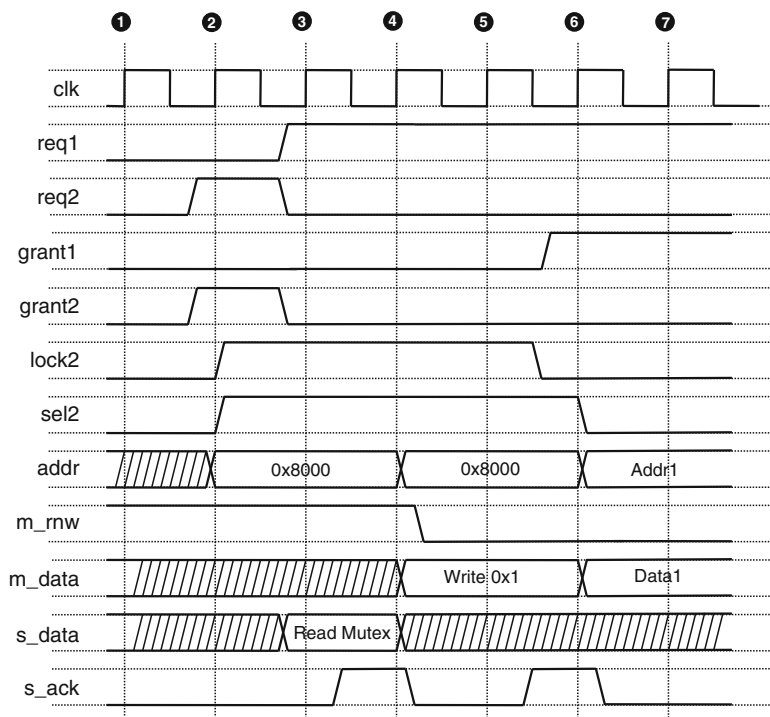 1 2 3 4 5 6 7
clk
req1
req2
grant1
grant2
lock2
sel2
addr 0x8000 0x8000 Addr1
m_rnw
m_data Write 0x1 Data1
s_data Read Mutex
s_ack